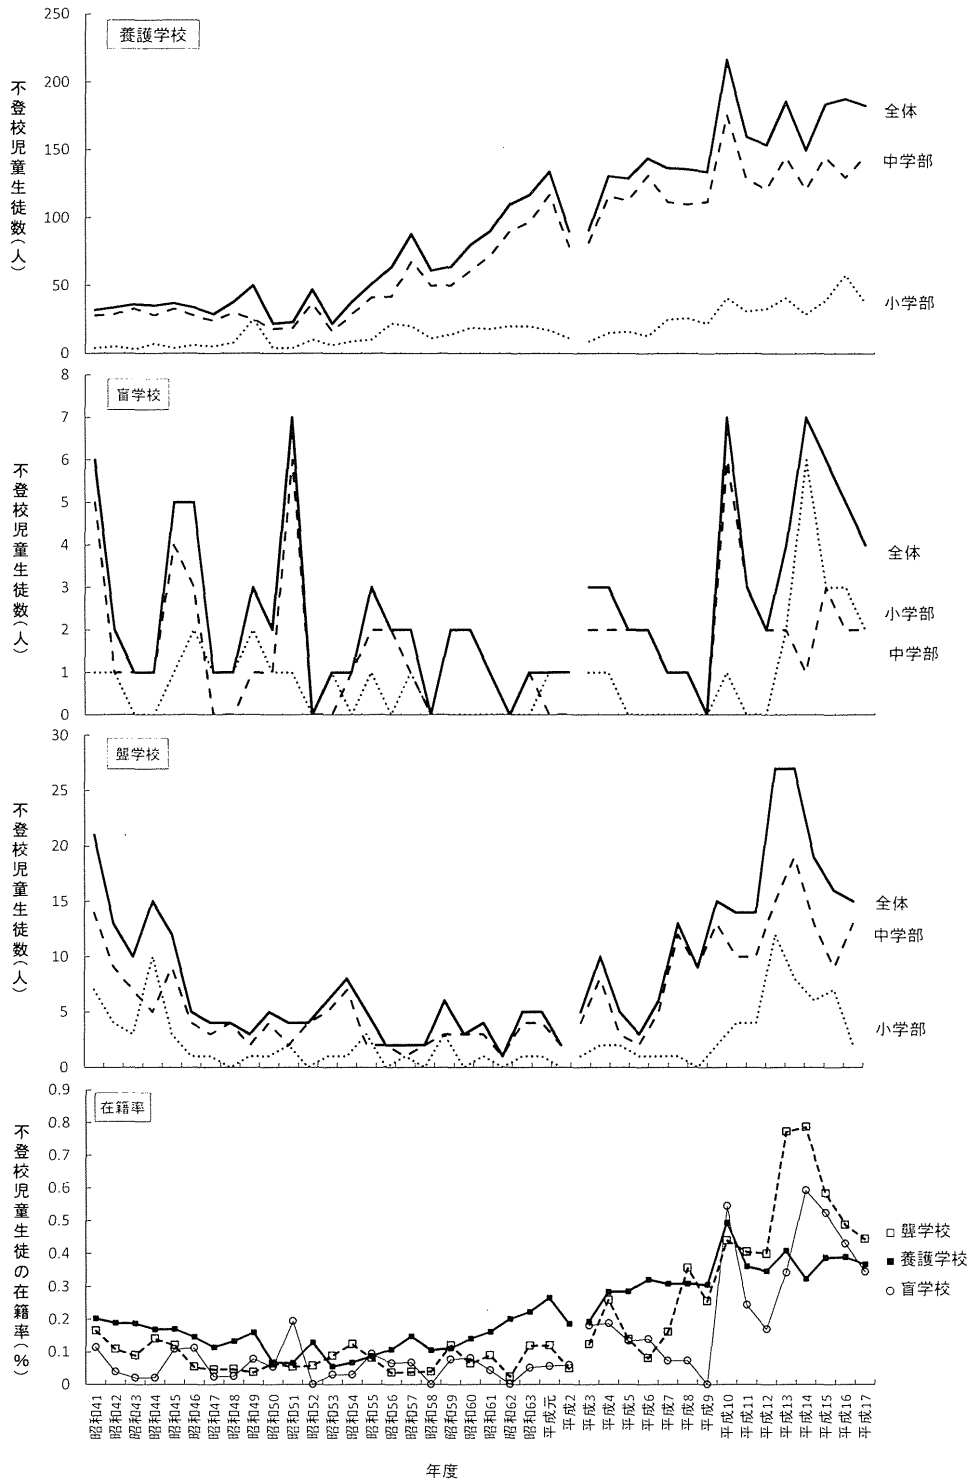 養護学校
不登校児童生徒数(人)
250
200
150
100
50
0
全体
中学部
小学部
盲学校
不登校児童生徒数(人)
8
7
6
5
4
3
2
1
0
全体
小学部
中学部
聾学校
不登校児童生徒数(人)
30
25
20
15
10
5
0
全体
中学部
小学部
在籍率
不登校児童生徒の在籍率(%)
0.9
0.8
0.7
0.6
0.5
0.4
0.3
0.2
0.1
0
聾学校
養護学校
盲学校
昭和41
昭和42
昭和43
昭和44
昭和45
昭和46
昭和47
昭和48
昭和49
昭和50
昭和51
昭和52
昭和53
昭和54
昭和55
昭和56
昭和57
昭和58
昭和59
昭和60
昭和61
昭和62
昭和63
平成元
平成2
平成3
平成4
平成5
平成6
平成7
平成8
平成9
平成10
平成11
平成12
平成13
平成14
平成15
平成16
平成17
年度